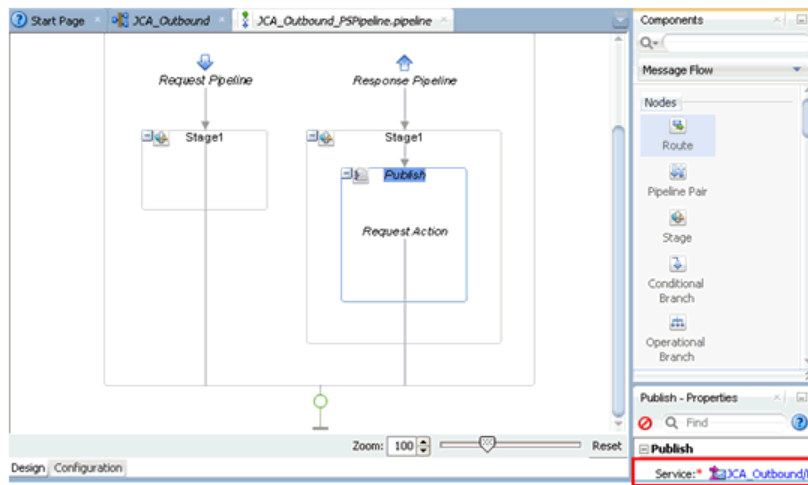 Start Page
JCA_Outbound
JCA_Outbound_PSPipeline.pipeline
Request Pipeline
Response Pipeline
Stage1
Stage1
Publish
Request Action
Zoom: 100
Reset
Design
Configuration
Components
Message Flow
Nodes
Route
Pipeline Pair
Stage
Conditional
Branch
Operational
Branch
Publish - Properties
Find
Publish
Service:* JCA_Outbound/